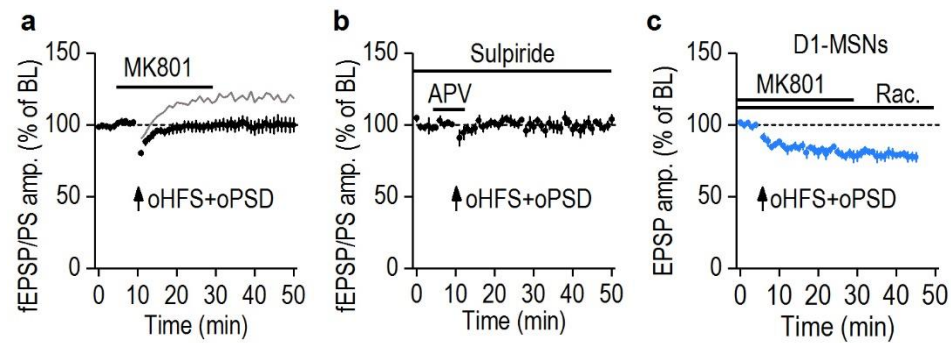 a
fEPSP/PS amp. (% of BL)
150
100
50
0
MK801
oHFS+oPSD
0 10 20 30 40 50
Time (min)
b
fEPSP/PS amp. (% of BL)
150
100
50
0
Sulpiride
APV
oHFS+oPSD
0 10 20 30 40 50
Time (min)
c
EPSP amp. (% of BL)
150
100
50
0
D1-MSNs
MK801
Rac.
oHFS+oPSD
0 10 20 30 40 50
Time (min)